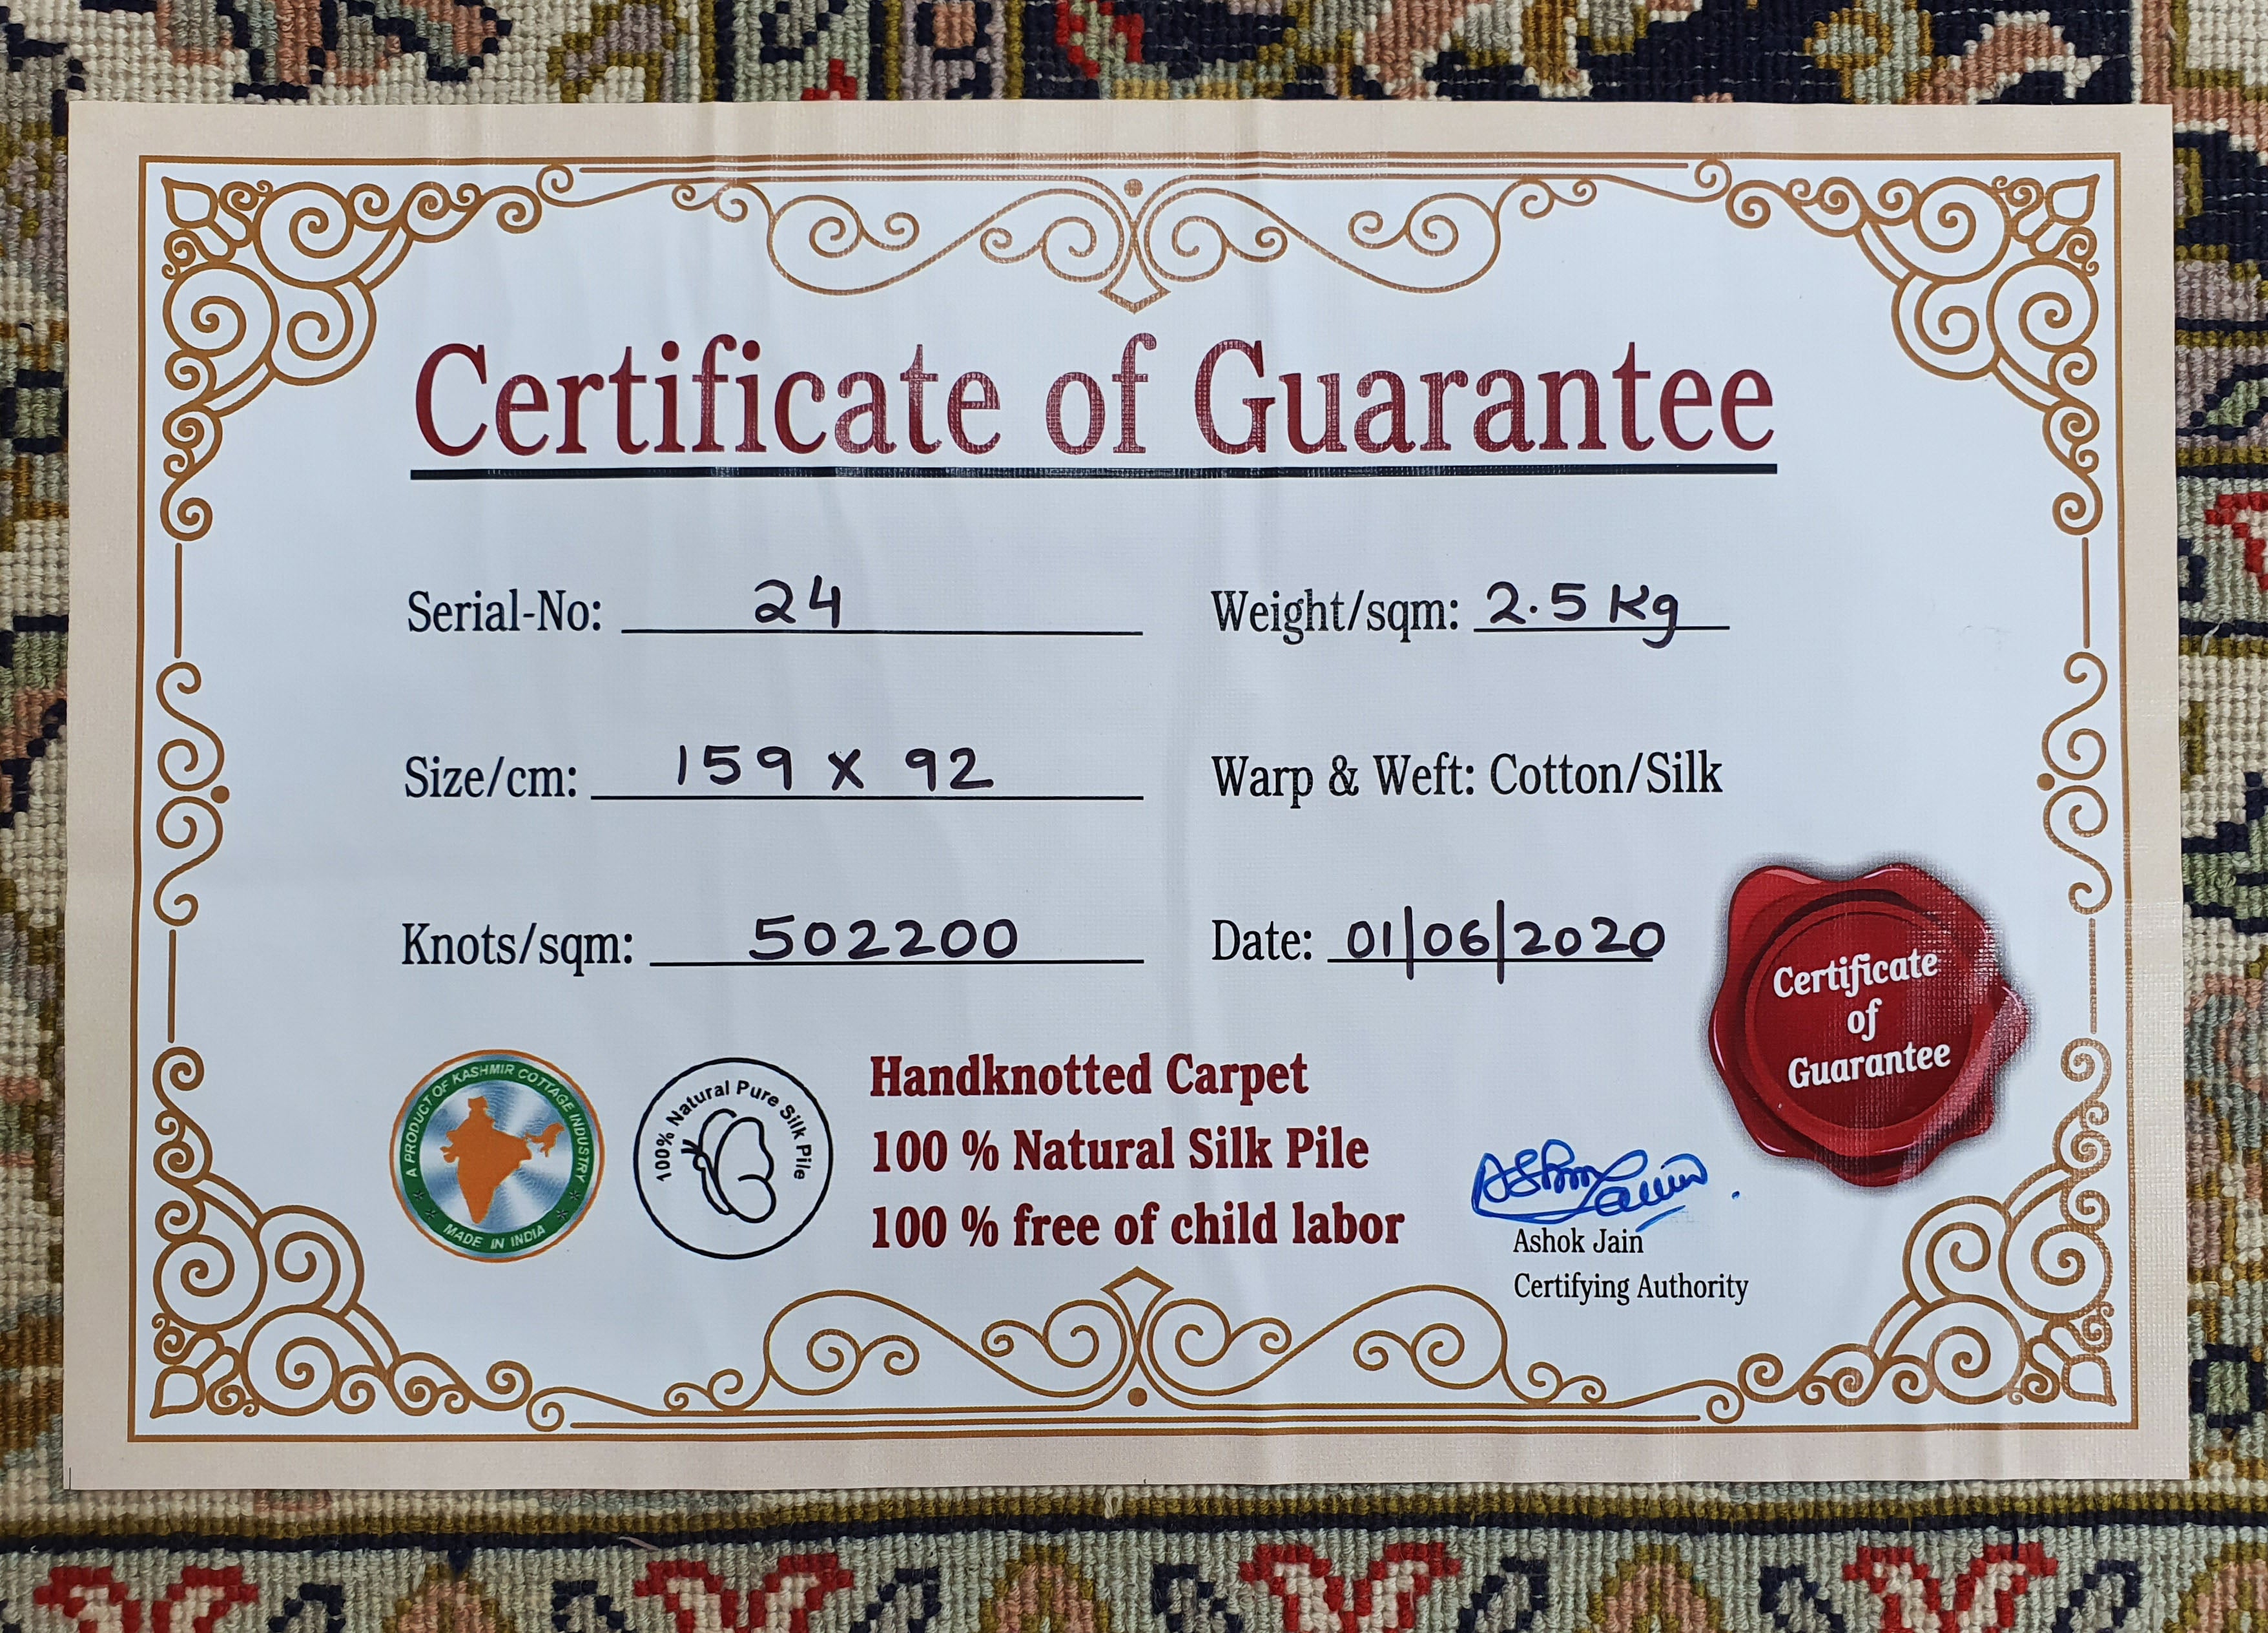 Certificate of Guarantee
Serial-No: 24
Weight/sqm: 2.5 Kg
Size/cm: 159 X 92
Warp & Weft: Cotton/Silk
Knots/sqm: 502200
Date: 01|06|2020
Certificate
of
Guarantee
A PRODUCT OF KASHMIR COTTAGE INDUSTRY
MADE IN INDIA
100% Natural Pure Silk Pile
Handknotted Carpet
100 % Natural Silk Pile
100 % free of child labor
Ashok Jain
Ashok Jain
Certifying Authority